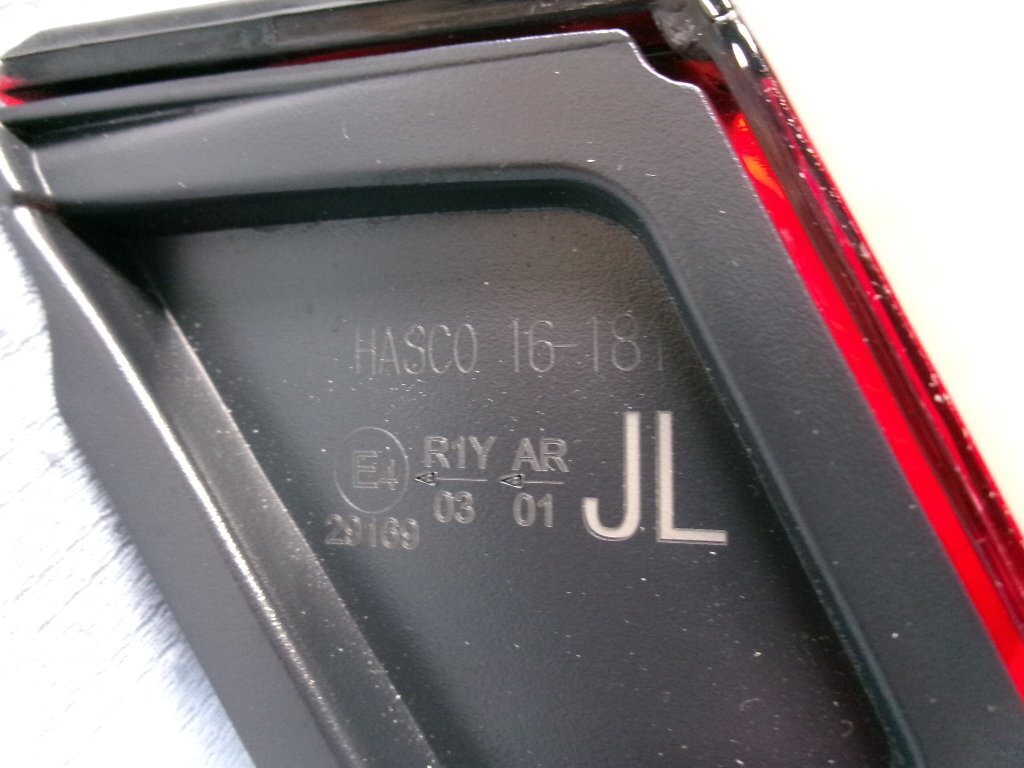 HASCO 16-181
E4 R1Y AR
03 01
29169
JL